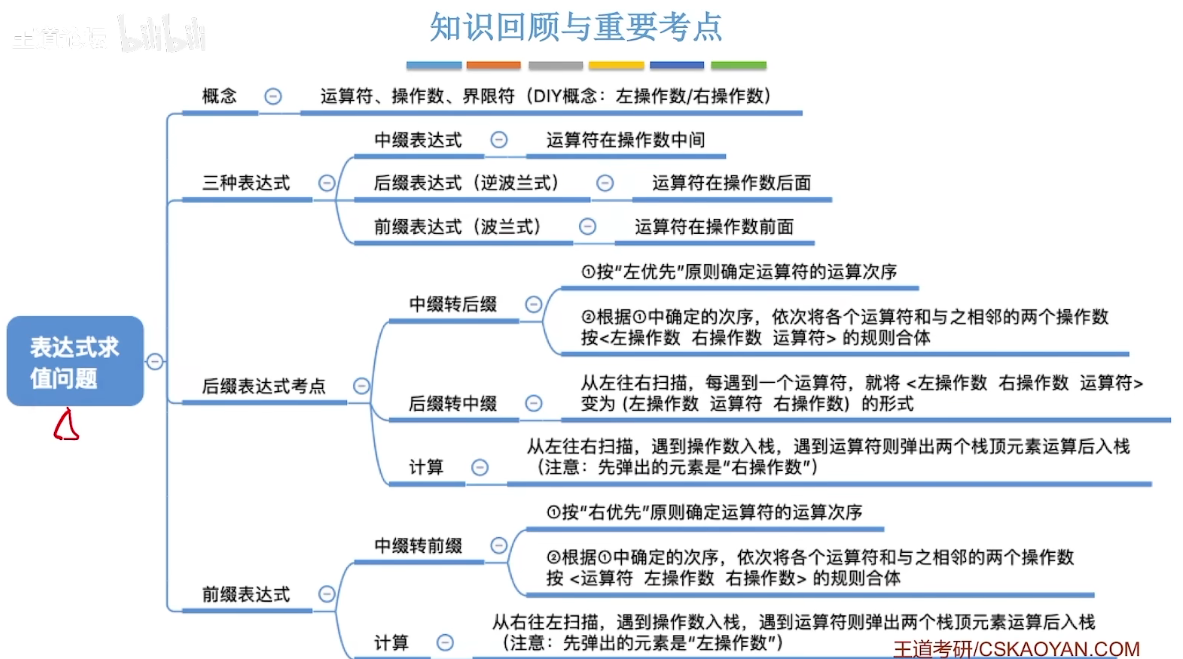 王道论坛 bilibili
知识回顾与重要考点
概念
运算符、操作数、界限符（DIY概念：左操作数/右操作数）
三种表达式
中缀表达式
运算符在操作数中间
后缀表达式（逆波兰式）
运算符在操作数后面
前缀表达式（波兰式）
运算符在操作数前面
表达式求
值问题
后缀表达式考点
中缀转后缀
①按“左优先”原则确定运算符的运算次序
②根据①中确定的次序，依次将各个运算符和与之相邻的两个操作数
按<左操作数 右操作数 运算符> 的规则合体
后缀转中缀
从左往右扫描，每遇到一个运算符，就将 <左操作数 右操作数 运算符>
变为 (左操作数 运算符 右操作数) 的形式
计算
从左往右扫描，遇到操作数入栈，遇到运算符则弹出两个栈顶元素运算后入栈
（注意：先弹出的元素是“右操作数”）
前缀表达式
中缀转前缀
①按“右优先”原则确定运算符的运算次序
②根据①中确定的次序，依次将各个运算符和与之相邻的两个操作数
按 <运算符 左操作数 右操作数> 的规则合体
计算
从右往左扫描，遇到操作数入栈，遇到运算符则弹出两个栈顶元素运算后入栈
（注意：先弹出的元素是“左操作数”）
王道考研/CSKAOYAN.COM